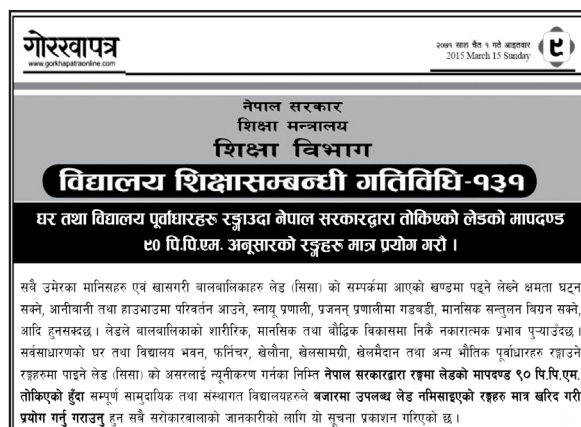 गोरखापत्र
www.gorkhapatraonline.com
२०७१ साल चैत १ गते आइतवार
2015 March 15 Sunday
९
नेपाल सरकार
शिक्षा मन्त्रालय
शिक्षा विभाग
विद्यालय शिक्षासम्बन्धी गतिविधि-१३१
घर तथा विद्यालय पूर्वाधारहरू रङ्गाउदा नेपाल सरकारद्वारा तोकिएको लेडको मापदण्ड
९० पि.पि.एम. अनूसारको रङ्गहरू मात्र प्रयोग गरौ ।
सबै उमेरका मानिसहरु एवं खासगरी बालबालिकाहरु लेड (सिसा) को सम्पर्कमा आएको खण्डमा पढ्ने लेख्ने क्षमता घट्न
सक्ने, आनीबानी तथा हाउभाउमा परिवर्तन आउने, स्नायू प्रणाली, प्रजनन् प्रणालीमा गडवडी, मानसिक सन्तुलन विग्रन सक्ने,
आदि हुनसक्दछ । लेडले बालबालिकाको शारीरिक, मानसिक तथा बौद्धिक विकासमा निकै नकारात्मक प्रभाव पुऱ्याउँदछ ।
सर्वसाधारणको घर तथा विद्यालय भवन, फर्निचर, खेलौना, खेलसामग्री, खेलमैदान तथा अन्य भौतिक पूर्वाधारहरु रङ्गाउने
रङ्गहरुमा पाइने लेड (सिसा) को असरलाई न्यूनीकरण गर्नका निम्ति नेपाल सरकारद्वारा रङ्गमा लेडको मापदण्ड ९० पि.पि.एम.
तोकिएको हुँदा सम्पूर्ण सामुदायिक तथा संस्थागत विद्यालयहरुले बजारमा उपलब्ध लेड नमिसाइएको रङ्गहरु मात्र खरिद गरी
प्रयोग गर्नु गराउनु हुन सबै सरोकारवालाको जानकारीको लागि यो सूचना प्रकाशन गरिएको छ ।